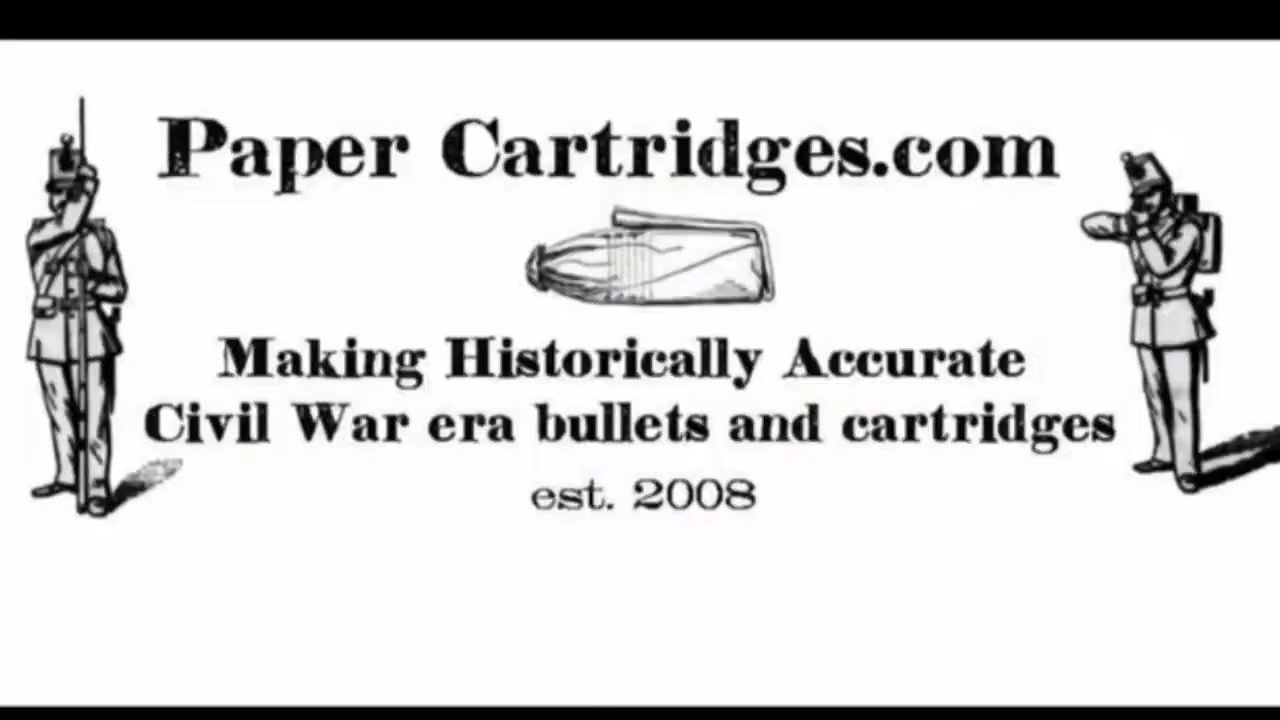 Paper Cartridges.com
Making Historically Accurate
Civil War era bullets and cartridges
est. 2008